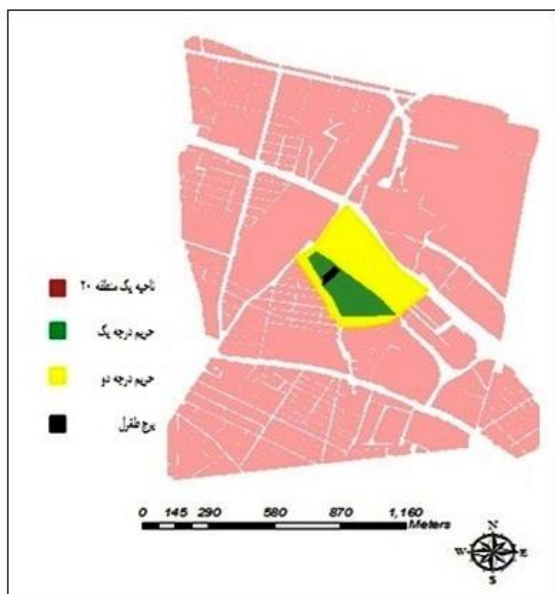 ناحیه یک منطقه ۲۰
حریم درجه یک
حریم درجه دو
برج طغرل
0 145 290 580 870 1,160
Meters
N
W E
S